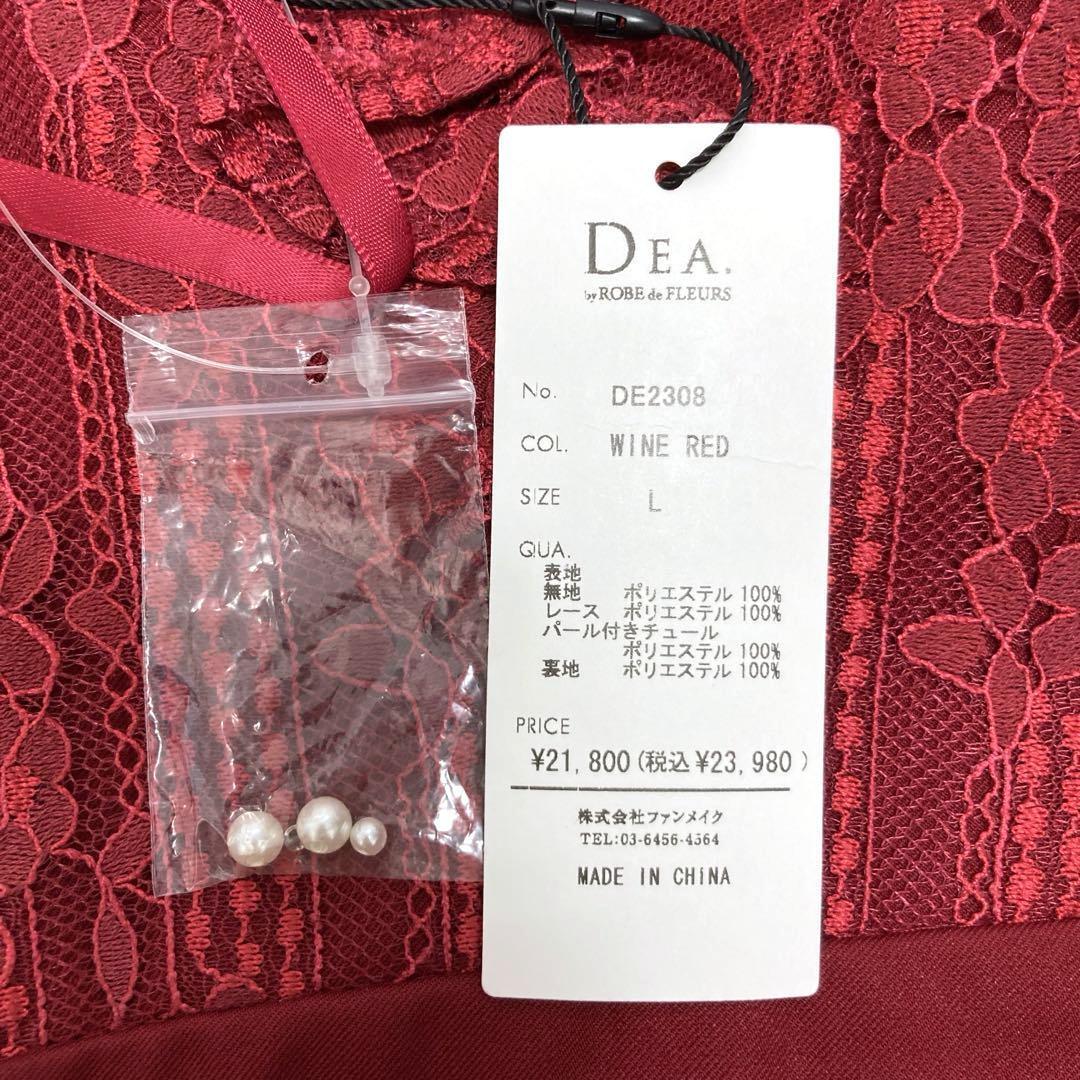 DEA.
by ROBE de FLEURS
No. DE2308
COL. WINE RED
SIZE L
QUA.
表地
無地 ポリエステル 100%
レース ポリエステル 100%
パール付きチュール
ポリエステル 100%
裏地 ポリエステル 100%
PRICE
¥21,800(税込¥23,980)
株式会社ファンメイク
TEL:03-6456-4564
MADE IN CHINA